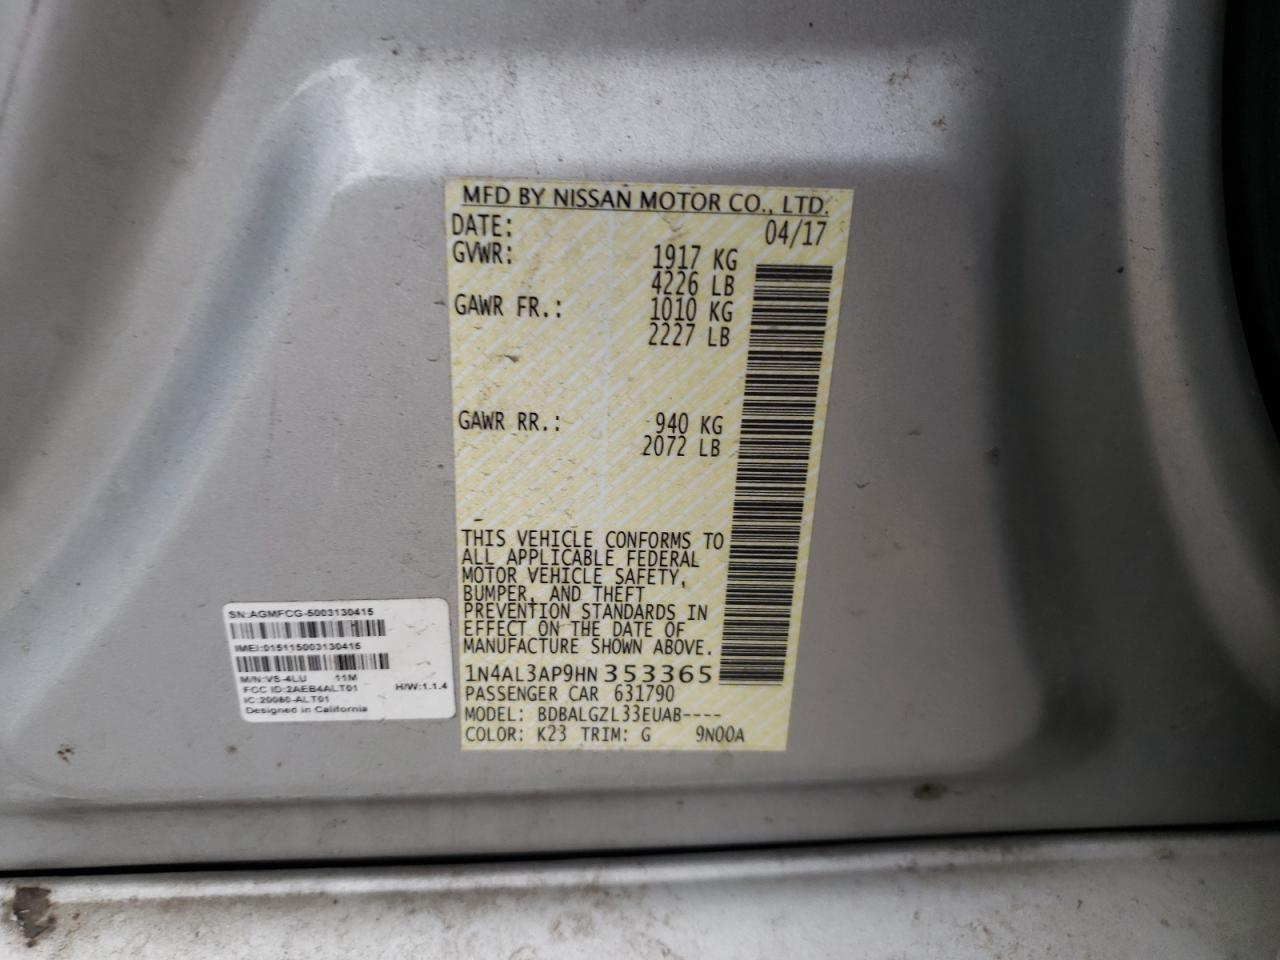 MFD BY NISSAN MOTOR CO., LTD.
DATE: 04/17
GVWR: 1917 KG
4226 LB
GAWR FR.: 1010 KG
2227 LB
GAWR RR.: 940 KG
2072 LB
THIS VEHICLE CONFORMS TO
ALL APPLICABLE FEDERAL
MOTOR VEHICLE SAFETY,
BUMPER, AND THEFT
PREVENTION STANDARDS IN
EFFECT ON THE DATE OF
MANUFACTURE SHOWN ABOVE.
1N4AL3AP9HN353365
PASSENGER CAR 631790
MODEL: BDBALGZL33EUAB----
COLOR: K23 TRIM: G 9N00A
SN:AGMFCG-5003130415
IMEI:015115003130415
M/N:VS-4LU 11M
FCC ID:2AEB4ALT01 H/W:1.1.4
IC:20080-ALT01
Designed in California